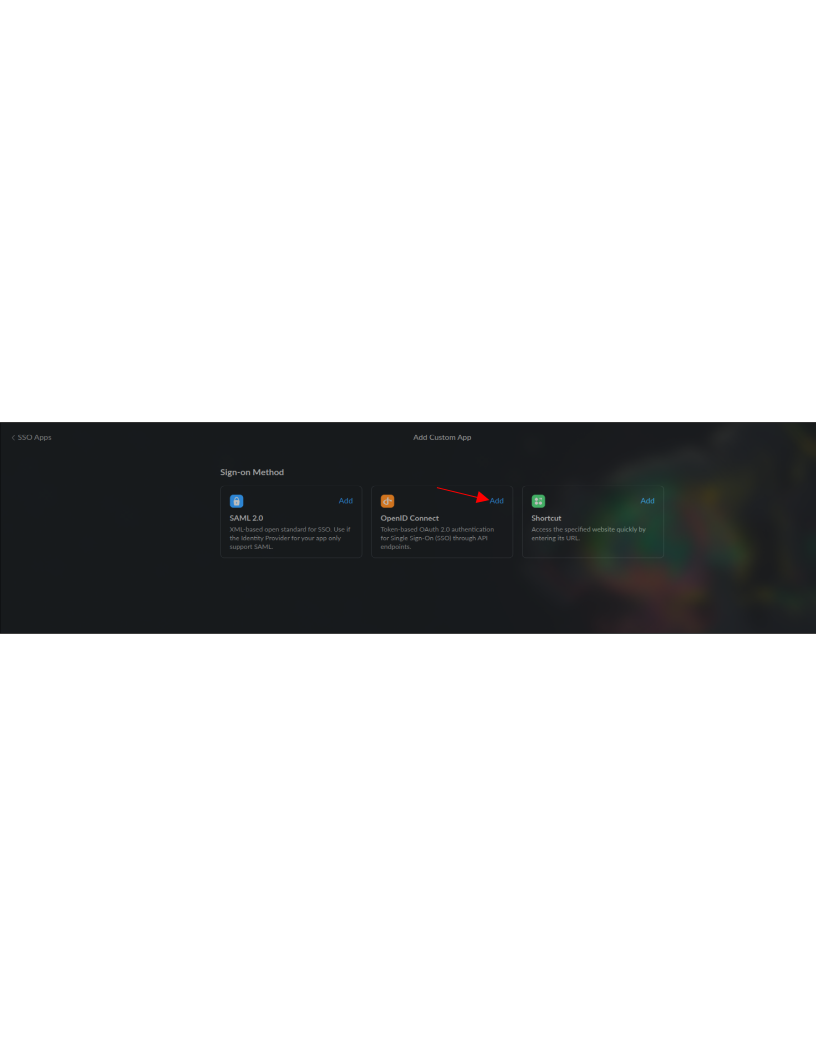 < SSO Apps
Add Custom App
Sign-on Method
Add
SAML 2.0
XML-based open standard for SSO. Use if
the Identity Provider for your app only
support SAML.
Add
OpenID Connect
Token-based OAuth 2.0 authentication
for Single Sign-On (SSO) through API
endpoints.
Add
Shortcut
Access the specified website quickly by
entering its URL.